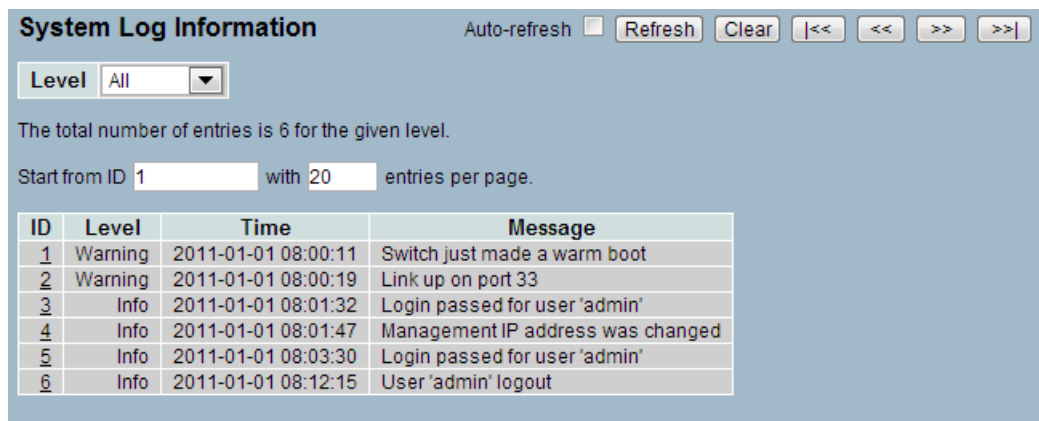 System Log Information Auto-refresh Refresh Clear |<< << >> >>|
Level All
The total number of entries is 6 for the given level.
Start from ID 1 with 20 entries per page.
ID Level Time Message
1 Warning 2011-01-01 08:00:11 Switch just made a warm boot
2 Warning 2011-01-01 08:00:19 Link up on port 33
3 Info 2011-01-01 08:01:32 Login passed for user 'admin'
4 Info 2011-01-01 08:01:47 Management IP address was changed
5 Info 2011-01-01 08:03:30 Login passed for user 'admin'
6 Info 2011-01-01 08:12:15 User 'admin' logout